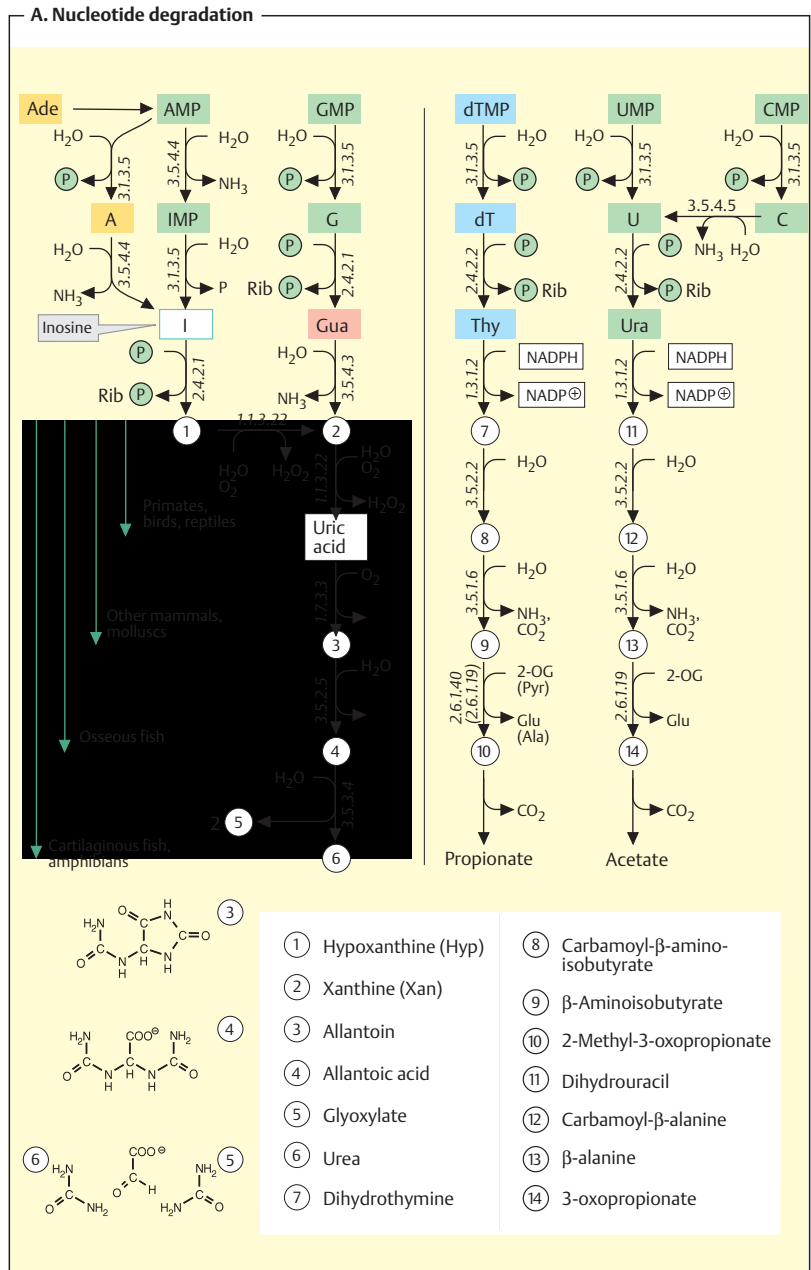 A. Nucleotide degradation
Ade AMP GMP dTMP UMP CMP
H₂O H₂O H₂O H₂O H₂O H₂O
P 3.1.3.5 3.5.4.4 NH₃ P 3.1.3.5 3.1.3.5 P P 3.1.3.5 P 3.1.3.5
3.5.4.5
A IMP G dT U C
NH₃ H₂O
H₂O 3.5.4.4 NH₃ 3.1.3.5 H₂O P P 2.4.2.1 Rib P 2.4.2.2 P P Rib 2.4.2.2 P P Rib
Inosine I Gua Thy Ura
P 2.4.2.1 Rib P H₂O 3.5.4.3 NH₃ 1.3.1.2 NADPH NADP⊕ 1.3.1.2 NADPH NADP⊕
1 1.1.3.22 2 7 11
H₂O O₂ H₂O₂ 1.1.3.22 H₂O O₂ H₂O₂ 3.5.2.2 H₂O 3.5.2.2 H₂O
Primates,
birds, reptiles
Uric
acid
8 12
1.7.3.3 O₂ 3.5.1.6 H₂O NH₃, CO₂ 3.5.1.6 H₂O NH₃, CO₂
Other mammals,
molluscs
3 9 13
3.5.2.5 H₂O 2.6.1.40 (2.6.1.19) 2-OG (Pyr) Glu (Ala) 2.6.1.19 2-OG Glu
Osseous fish
4 10 14
H₂O 3.5.3.4 CO₂ CO₂
2 5
Cartilaginous fish,
amphibians
6 Propionate Acetate
3
H₂N C O N H C H C O H N C O N H
4
H₂N C O N H COO⊖ C H N H NH₂ C O
6 5
H₂N C O NH₂ COO⊖ C O H NH₂ C H₂N O
1 Hypoxanthine (Hyp)
2 Xanthine (Xan)
3 Allantoin
4 Allantoic acid
5 Glyoxylate
6 Urea
7 Dihydrothymine
8 Carbamoyl-β-amino-
isobutyrate
9 β-Aminoisobutyrate
10 2-Methyl-3-oxopropionate
11 Dihydrouracil
12 Carbamoyl-β-alanine
13 β-alanine
14 3-oxopropionate